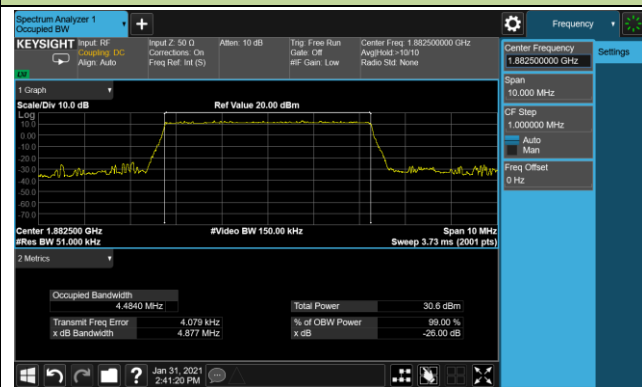 Spectrum Analyzer 1
Occupied BW
Frequency
KEYSIGHT
Input: RF
Coupling: DC
Align: Auto
Input Z: 50 Ω
Corrections: On
Freq Ref: Int (S)
Atten: 10 dB
Trig: Free Run
Gate: Off
#IF Gain: Low
Center Freq: 1.882500000 GHz
Avg|Hold:>10/10
Radio Std: None
Center Frequency
1.882500000 GHz
Settings
Span
10.000 MHz
CF Step
1.000000 MHz
Auto
Man
Freq Offset
0 Hz
1 Graph
Scale/Div 10.0 dB
Ref Value 20.00 dBm
Log
10.0
0.00
-10.0
-20.0
-30.0
-40.0
-50.0
-60.0
-70.0
Center 1.882500 GHz
#Video BW 150.00 kHz
Span 10 MHz
#Res BW 51.000 kHz
Sweep 3.73 ms (2001 pts)
2 Metrics
Occupied Bandwidth
4.4840 MHz
Total Power
30.6 dBm
Transmit Freq Error
4.079 kHz
% of OBW Power
99.00 %
x dB Bandwidth
4.877 MHz
x dB
-26.00 dB
Jan 31, 2021
2:41:20 PM